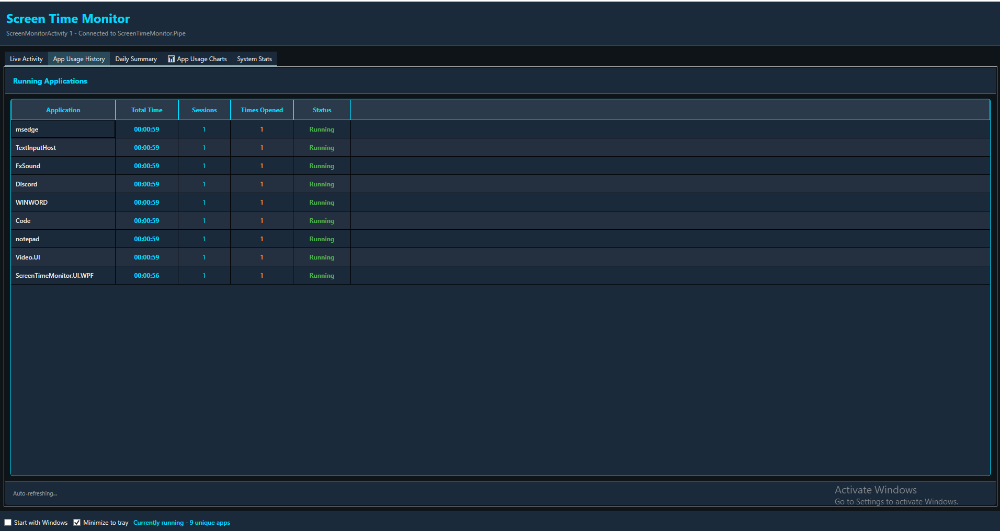 Screen Time Monitor
ScreenMonitorActivity 1 - Connected to ScreenTimeMonitor.Pipe
Live Activity App Usage History Daily Summary App Usage Charts System Stats
Running Applications
Application Total Time Sessions Times Opened Status
msedge 00:00:59 1 1 Running
TextInputHost 00:00:59 1 1 Running
FxSound 00:00:59 1 1 Running
Discord 00:00:59 1 1 Running
WINWORD 00:00:59 1 1 Running
Code 00:00:59 1 1 Running
notepad 00:00:59 1 1 Running
Video.UI 00:00:59 1 1 Running
ScreenTimeMonitor.UI.WPF 00:00:56 1 1 Running
Auto-refreshing...
Activate Windows
Go to Settings to activate Windows.
Start with Windows Minimize to tray Currently running - 9 unique apps